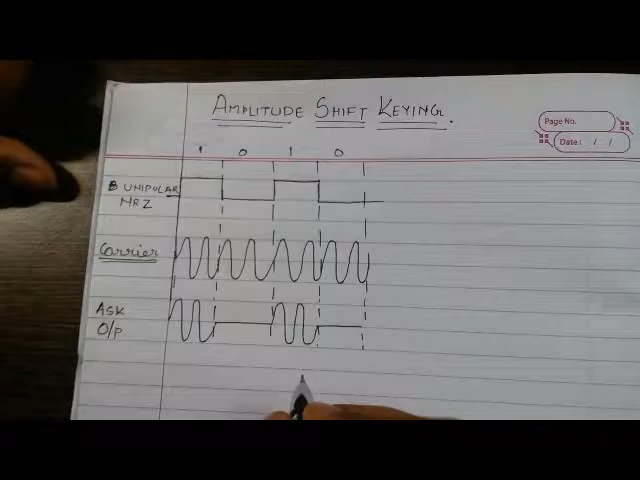 AMPLITUDE SHIFT KEYING.
Page No.
Date: / /
1 0 1 0
UNIPOLAR
NRZ
Carrier
ASK
O/P